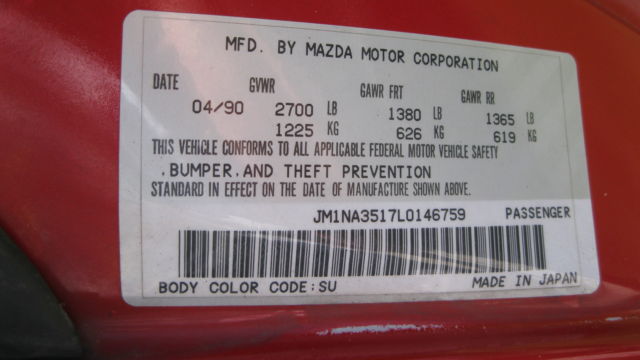 MFD. BY MAZDA MOTOR CORPORATION
DATE GVWR GAWR FRT GAWR RR
04/90 2700 LB 1380 LB 1365 LB
1225 KG 626 KG 619 KG
THIS VEHICLE CONFORMS TO ALL APPLICABLE FEDERAL MOTOR VEHICLE SAFETY
.BUMPER.AND THEFT PREVENTION
STANDARD IN EFFECT ON THE DATE OF MANUFACTURE SHOWN ABOVE.
JM1NA3517L0146759 PASSENGER
BODY COLOR CODE:SU MADE IN JAPAN